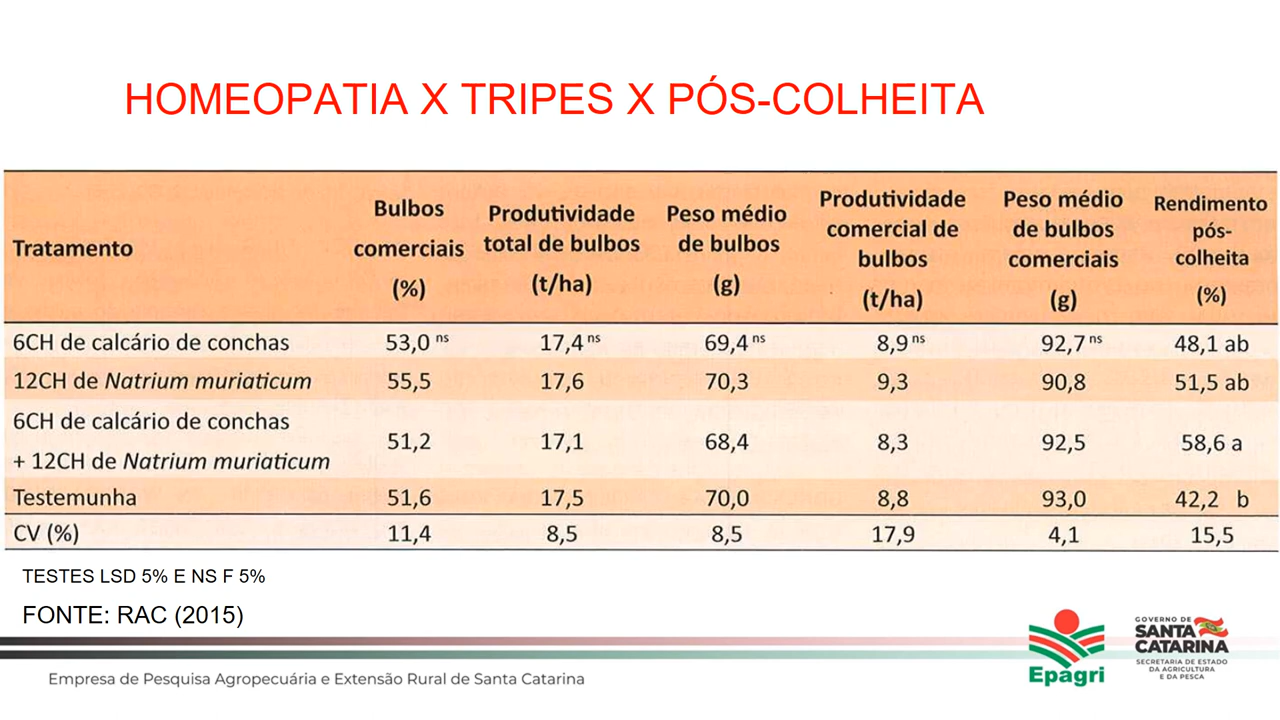 HOMEOPATIA X TRIPES X PÓS-COLHEITA
Tratamento Bulbos comerciais (%) Produtividade total de bulbos (t/ha) Peso médio de bulbos (g) Produtividade comercial de bulbos (t/ha) Peso médio de bulbos comerciais (g) Rendimento pós-colheita (%)
6CH de calcário de conchas 53,0 ns 17,4 ns 69,4 ns 8,9 ns 92,7 ns 48,1 ab
12CH de Natrium muriaticum 55,5 17,6 70,3 9,3 90,8 51,5 ab
6CH de calcário de conchas
+ 12CH de Natrium muriaticum 51,2 17,1 68,4 8,3 92,5 58,6 a
Testemunha 51,6 17,5 70,0 8,8 93,0 42,2 b
CV (%) 11,4 8,5 8,5 17,9 4,1 15,5
TESTES LSD 5% E NS F 5%
FONTE: RAC (2015)
Empresa de Pesquisa Agropecuária e Extensão Rural de Santa Catarina
Epagri
GOVERNO DE
SANTA
CATARINA
SECRETARIA DE ESTADO
DA AGRICULTURA
E DA PESCA